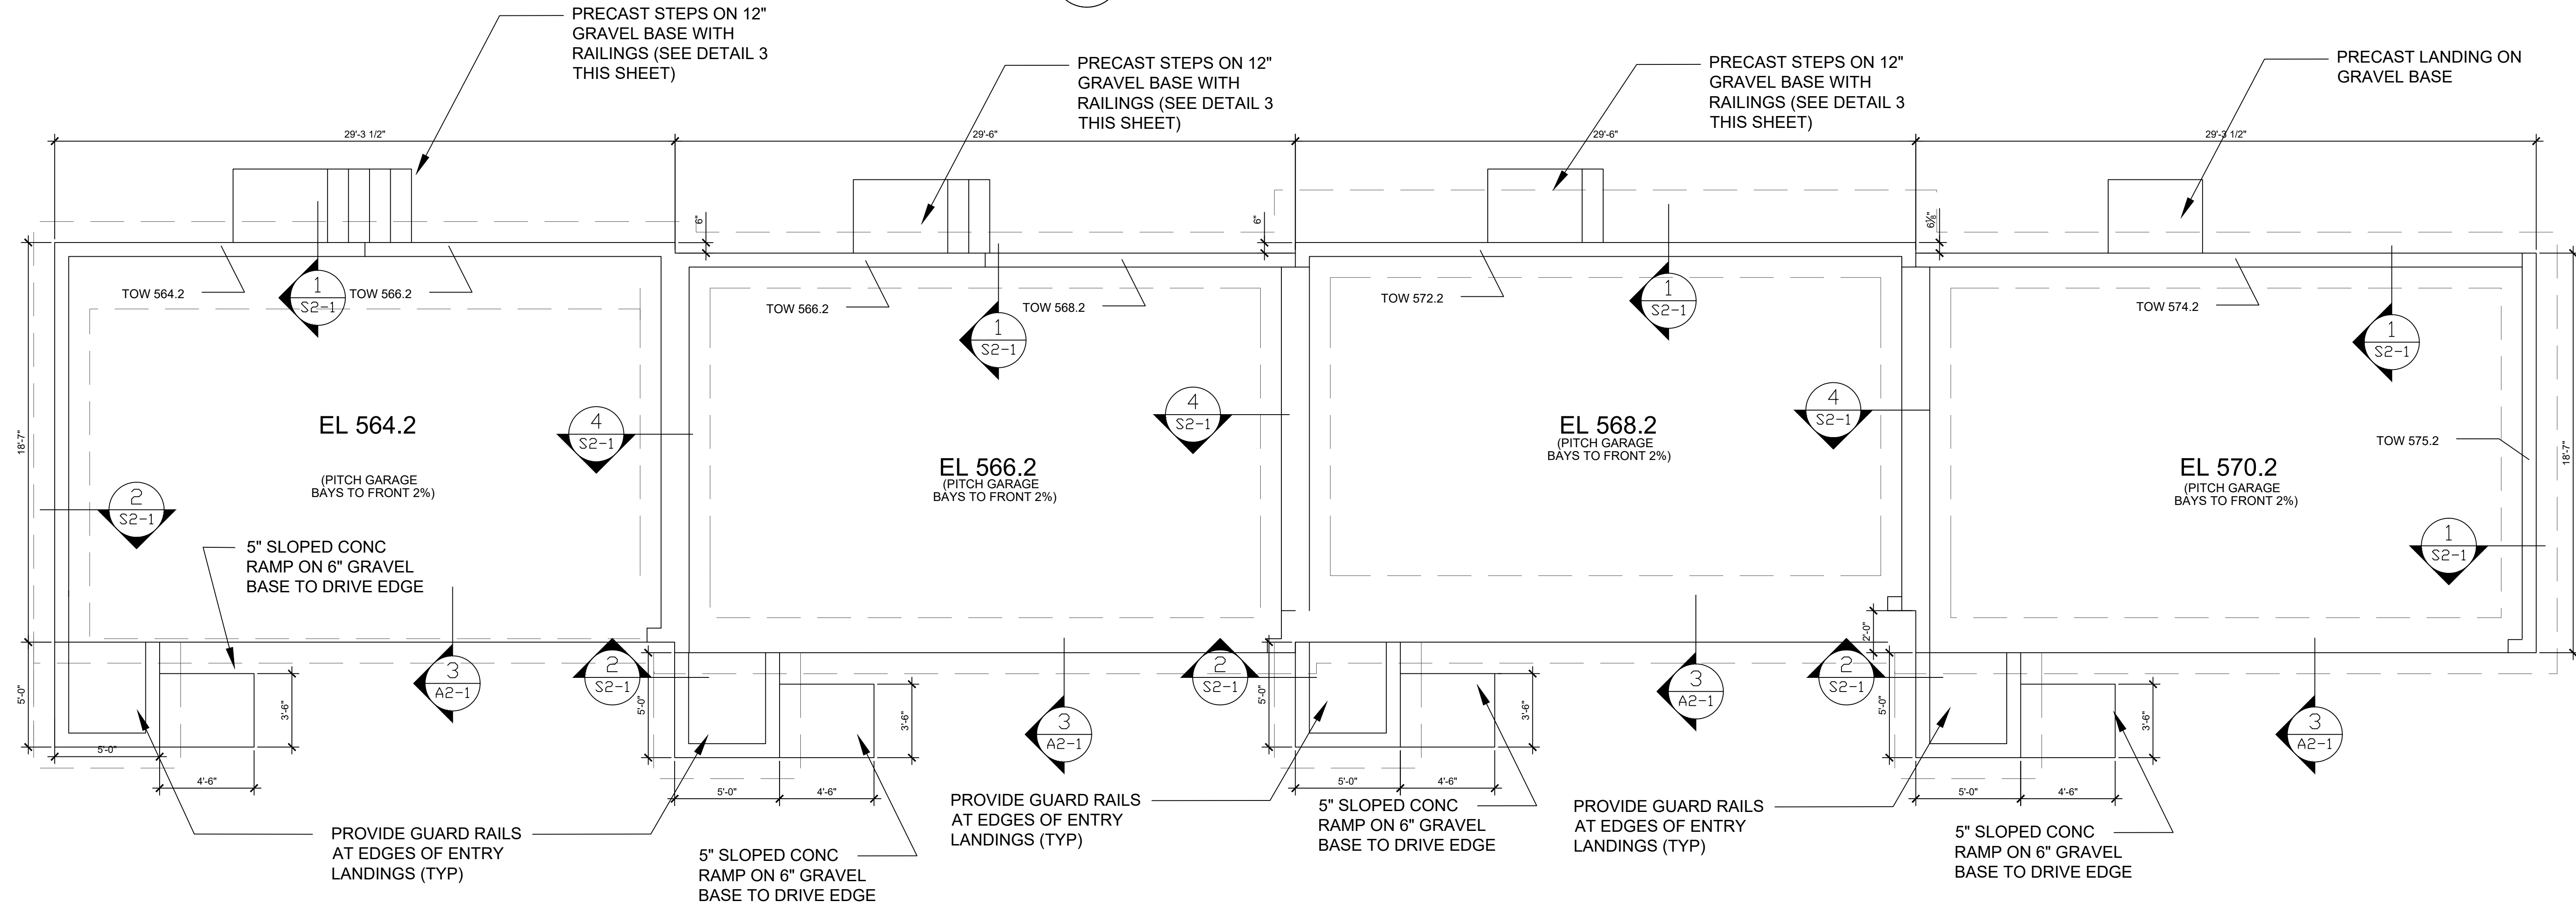 PRECAST STEPS ON 12"
GRAVEL BASE WITH
RAILINGS (SEE DETAIL 3
THIS SHEET)
PRECAST STEPS ON 12"
GRAVEL BASE WITH
RAILINGS (SEE DETAIL 3
THIS SHEET)
PRECAST STEPS ON 12"
GRAVEL BASE WITH
RAILINGS (SEE DETAIL 3
THIS SHEET)
PRECAST LANDING ON
GRAVEL BASE
29'-3 1/2"
29'-6"
29'-6"
29'-3 1/2"
6"
6"
6⅛"
TOW 564.2
1
S2-1
TOW 566.2
TOW 566.2
1
S2-1
TOW 568.2
TOW 572.2
1
S2-1
TOW 574.2
1
S2-1
18'-7"
EL 564.2
(PITCH GARAGE
BAYS TO FRONT 2%)
4
S2-1
2
S2-1
EL 566.2
(PITCH GARAGE
BAYS TO FRONT 2%)
4
S2-1
EL 568.2
(PITCH GARAGE
BAYS TO FRONT 2%)
4
S2-1
EL 570.2
(PITCH GARAGE
BAYS TO FRONT 2%)
TOW 575.2
18'-7"
1
S2-1
5" SLOPED CONC
RAMP ON 6" GRAVEL
BASE TO DRIVE EDGE
2'-0"
5'-0"
3'-6"
3
A2-1
2
S2-1
5'-0"
3'-6"
3
A2-1
2
S2-1
5'-0"
3'-6"
3
A2-1
2
S2-1
5'-0"
3'-6"
3
A2-1
5'-0"
4'-6"
5'-0"
4'-6"
5'-0"
4'-6"
5'-0"
4'-6"
PROVIDE GUARD RAILS
AT EDGES OF ENTRY
LANDINGS (TYP)
5" SLOPED CONC
RAMP ON 6" GRAVEL
BASE TO DRIVE EDGE
PROVIDE GUARD RAILS
AT EDGES OF ENTRY
LANDINGS (TYP)
5" SLOPED CONC
RAMP ON 6" GRAVEL
BASE TO DRIVE EDGE
PROVIDE GUARD RAILS
AT EDGES OF ENTRY
LANDINGS (TYP)
5" SLOPED CONC
RAMP ON 6" GRAVEL
BASE TO DRIVE EDGE